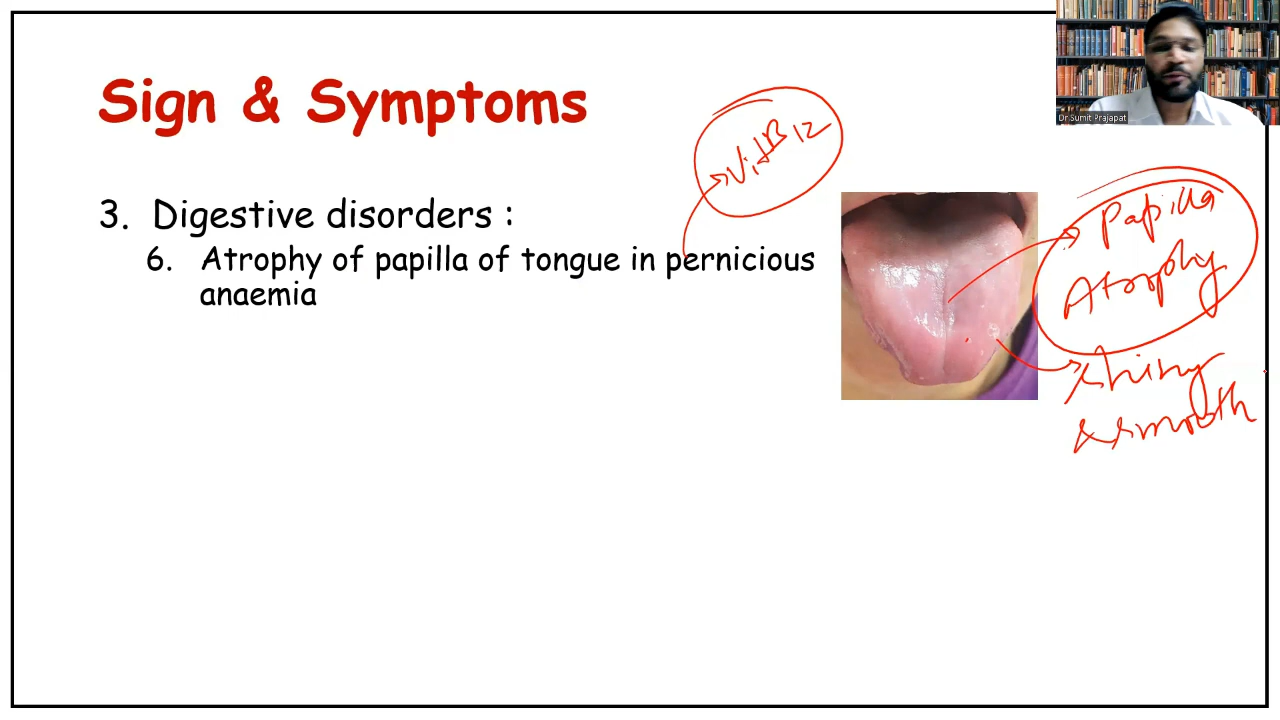 Sign & Symptoms
Dr.Sumit Prajapat
Vit B12
3. Digestive disorders :
6. Atrophy of papilla of tongue in pernicious
anaemia
Papilla
Atrophy
shiny
& smooth